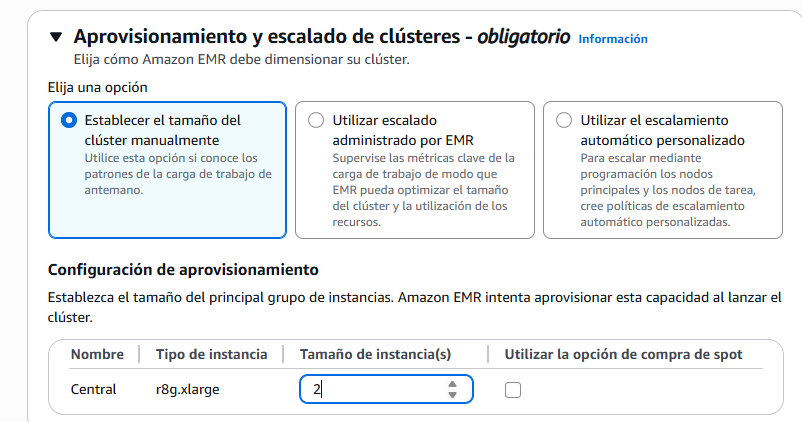 Aprovisionamiento y escalado de clústeres - obligatorio Información
Elija cómo Amazon EMR debe dimensionar su clúster.
Elija una opción
Establecer el tamaño del
clúster manualmente
Utilice esta opción si conoce los
patrones de la carga de trabajo de
antemano.
Utilizar escalado
administrado por EMR
Supervise las métricas clave de la
carga de trabajo de modo que
EMR pueda optimizar el tamaño
del clúster y la utilización de los
recursos.
Utilizar el escalamiento
automático personalizado
Para escalar mediante
programación los nodos
principales y los nodos de tarea,
cree políticas de escalamiento
automático personalizadas.
Configuración de aprovisionamiento
Establezca el tamaño del principal grupo de instancias. Amazon EMR intenta aprovisionar esta capacidad al lanzar el
clúster.
Nombre Tipo de instancia Tamaño de instancia(s) Utilizar la opción de compra de spot
Central r8g.xlarge 2